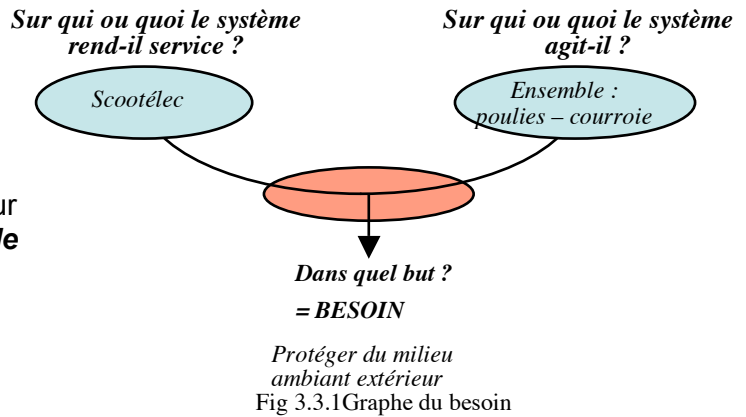 Sur qui ou quoi le système
rend-il service ?
Sur qui ou quoi le système
agit-il ?
Scootélec
Ensemble :
poulies – courroie
ur
le
Dans quel but ?
= BESOIN
Protéger du milieu
ambiant extérieur
Fig 3.3.1Graphe du besoin